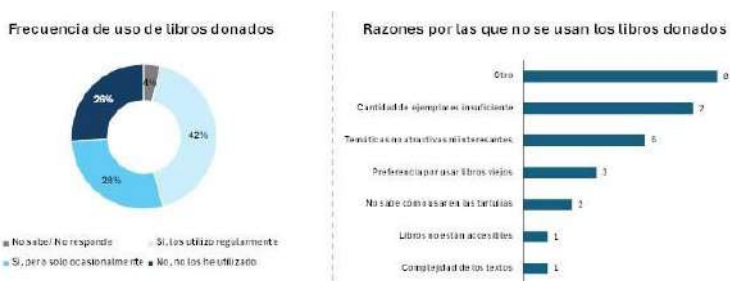 Frecuencia de uso de libros donados
4%
42%
28%
26%
No sabe/ No responde
Sí, los utilizo regularmente
Sí, pero solo ocasionalmente
No, no los he utilizado
Razones por las que no se usan los libros donados
Otro
8
Cantidad de ejemplares insuficiente
7
Temáticas no atractivas ni interesantes
5
Preferencia por usar libros viejos
3
No sabe cómo usar en las tertulias
2
Libros no están accesibles
1
Complejidad de los textos
1